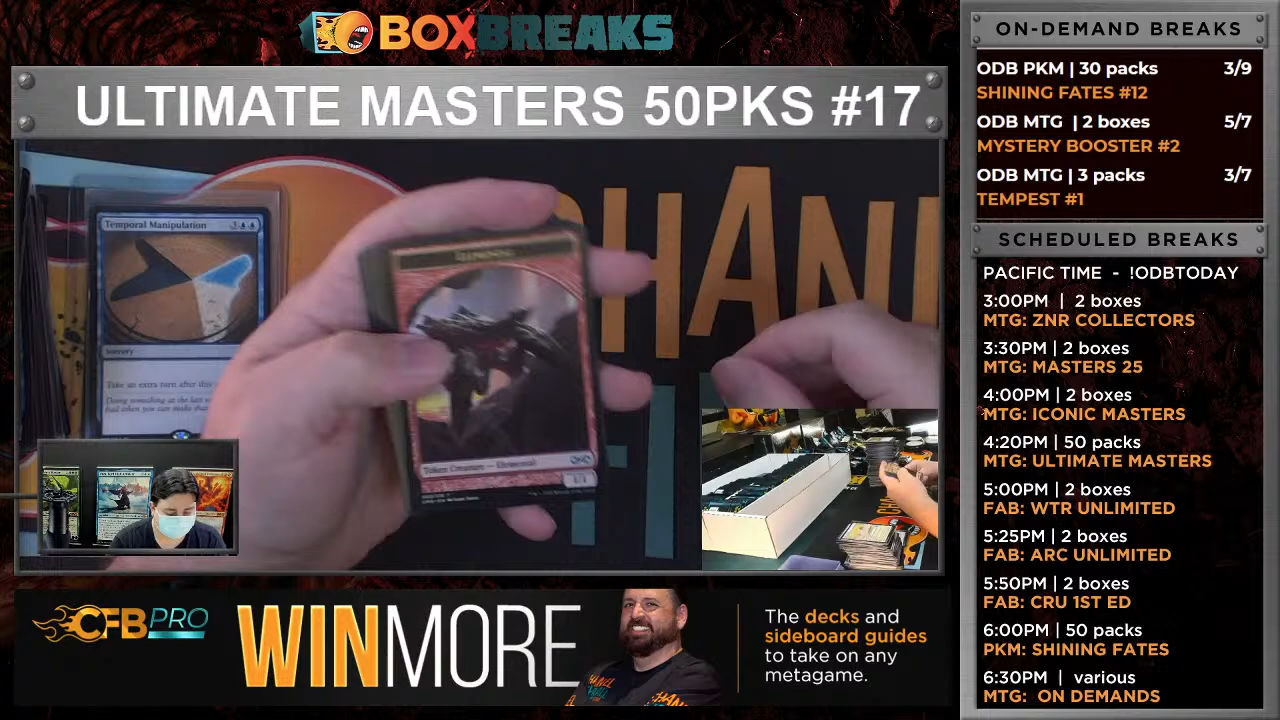 BOXBREAKS
ULTIMATE MASTERS 50PKS #17
Temporal Manipulation
Sorcery
Take an extra turn after this
Token Creature — Elemental
CFBPRO
WINMORE
The decks and
sideboard guides
to take on any
metagame.
ON-DEMAND BREAKS
ODB PKM | 30 packs 3/9
SHINING FATES #12
ODB MTG | 2 boxes 5/7
MYSTERY BOOSTER #2
ODB MTG | 3 packs 3/7
TEMPEST #1
SCHEDULED BREAKS
PACIFIC TIME - !ODBTODAY
3:00PM | 2 boxes
MTG: ZNR COLLECTORS
3:30PM | 2 boxes
MTG: MASTERS 25
4:00PM | 2 boxes
MTG: ICONIC MASTERS
4:20PM | 50 packs
MTG: ULTIMATE MASTERS
5:00PM | 2 boxes
FAB: WTR UNLIMITED
5:25PM | 2 boxes
FAB: ARC UNLIMITED
5:50PM | 2 boxes
FAB: CRU 1ST ED
6:00PM | 50 packs
PKM: SHINING FATES
6:30PM | various
MTG: ON DEMANDS